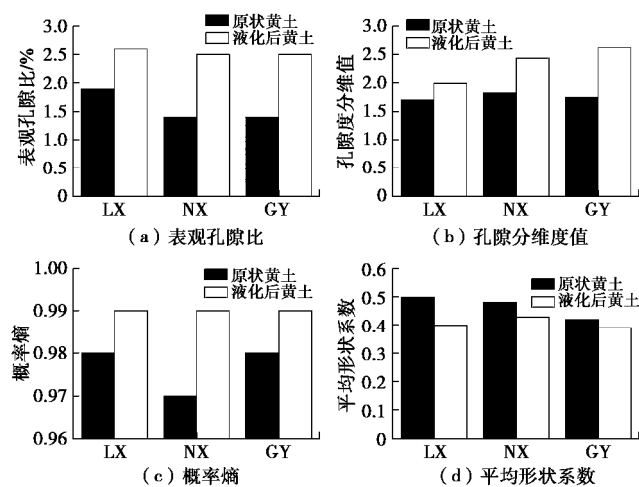 表观孔隙比/%
3.0
2.5
2.0
1.5
1.0
0.5
0
原状黄土
液化后黄土
LX NX GY
(a)表观孔隙比
孔隙度分维值
3.0
2.5
2.0
1.5
1.0
0.5
0
原状黄土
液化后黄土
LX NX GY
(b)孔隙分维度值
概率熵
1.00
0.99
0.98
0.97
0.96
原状黄土
液化后黄土
LX NX GY
(c)概率熵
平均形状系数
0.6
0.5
0.4
0.3
0.2
0.1
0
原状黄土
液化后黄土
LX NX GY
(d)平均形状系数